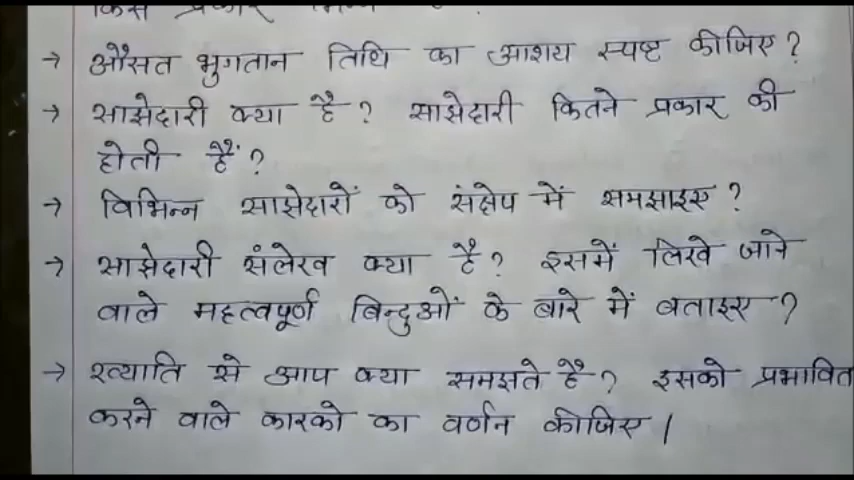 → औसत भुगतान तिथि का आशय स्पष्ट कीजिए?
→ साझेदारी क्या है? साझेदारी कितने प्रकार की
होती हैं?
→ विभिन्न साझेदारों को संक्षेप में समझाइए?
→ साझेदारी संलेख क्या है? इसमें लिखे जाने
वाले महत्वपूर्ण बिन्दुओं के बारे में बताइए?
→ ख्याति से आप क्या समझते है? इसको प्रभावित
करने वाले कारको का वर्णन कीजिए।